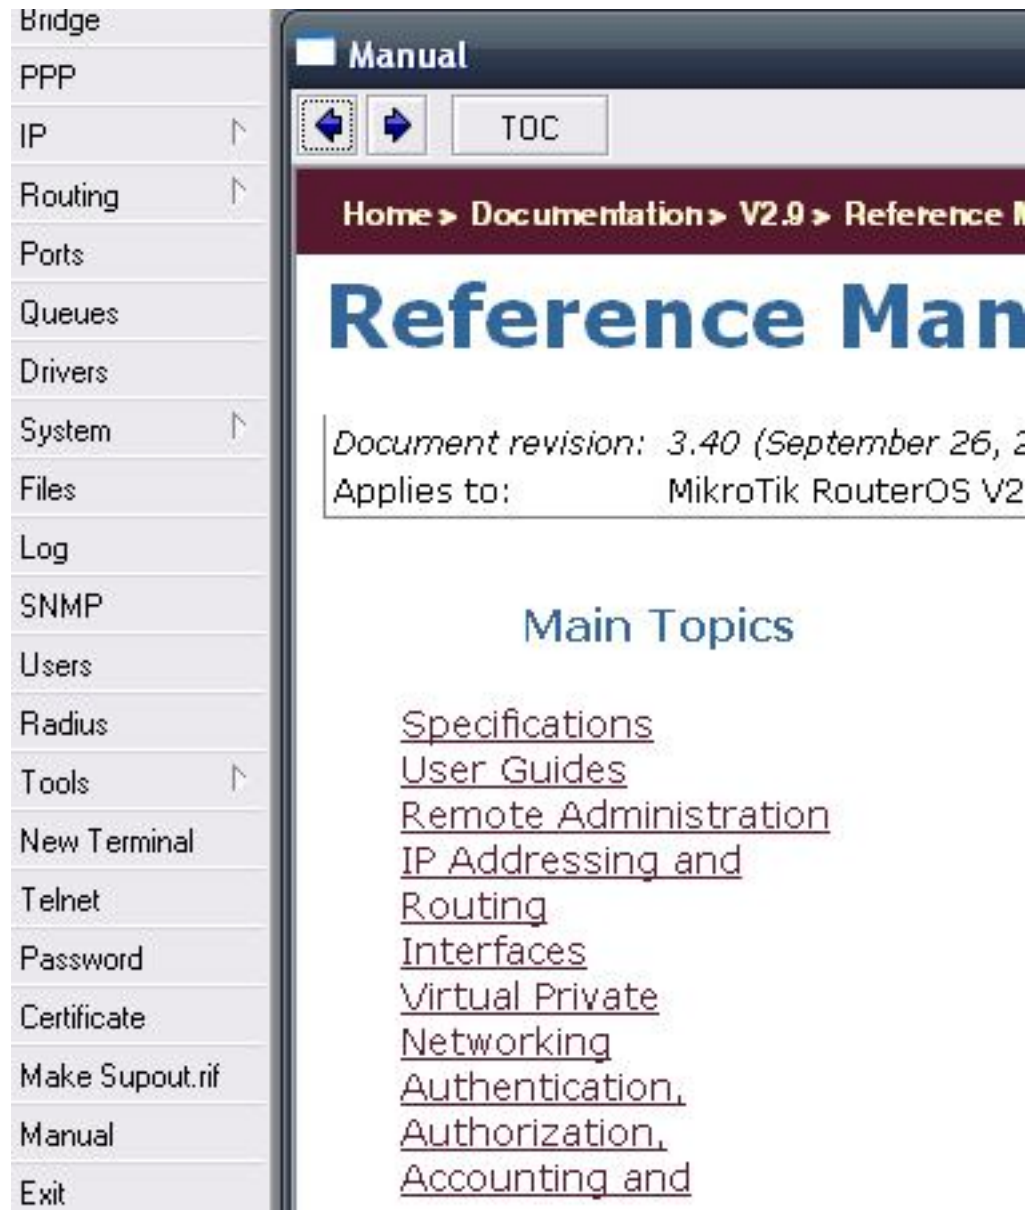 Bridge
PPP
IP
Routing
Ports
Queues
Drivers
System
Files
Log
SNMP
Users
Radius
Tools
New Terminal
Telnet
Password
Certificate
Make Supout.rif
Manual
Exit
Manual
TOC
Home > Documentation > V2.9 > Reference
Reference Man
Document revision: 3.40 (September 26, 2
Applies to: MikroTik RouterOS V2
Main Topics
Specifications
User Guides
Remote Administration
IP Addressing and
Routing
Interfaces
Virtual Private
Networking
Authentication,
Authorization,
Accounting and